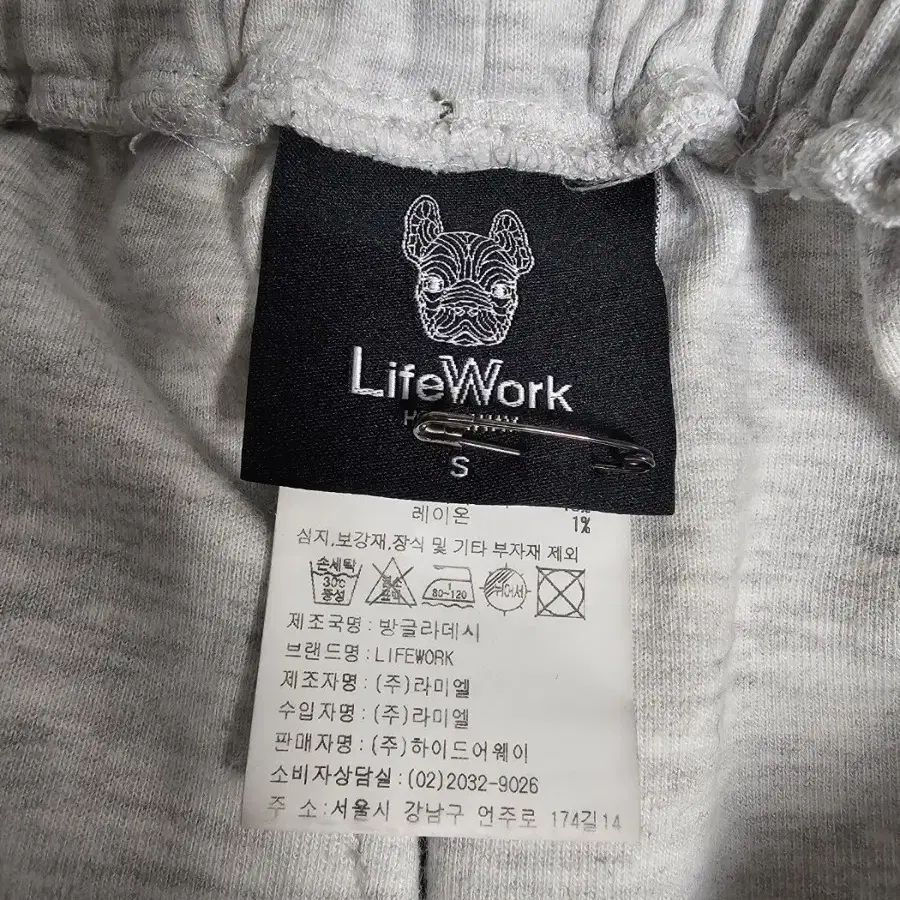 LifeWork
S
레이온 1%
심지,보강재,장식 및 기타 부자재 제외
손세탁 30℃ 중성 80~120 뉘어서
제조국명 : 방글라데시
브랜드명 : LIFEWORK
제조자명 : (주)라미엘
수입자명 : (주)라미엘
판매자명 : (주)하이드어웨이
소비자상담실 : (02)2032-9026
주 소 : 서울시 강남구 언주로 174길14